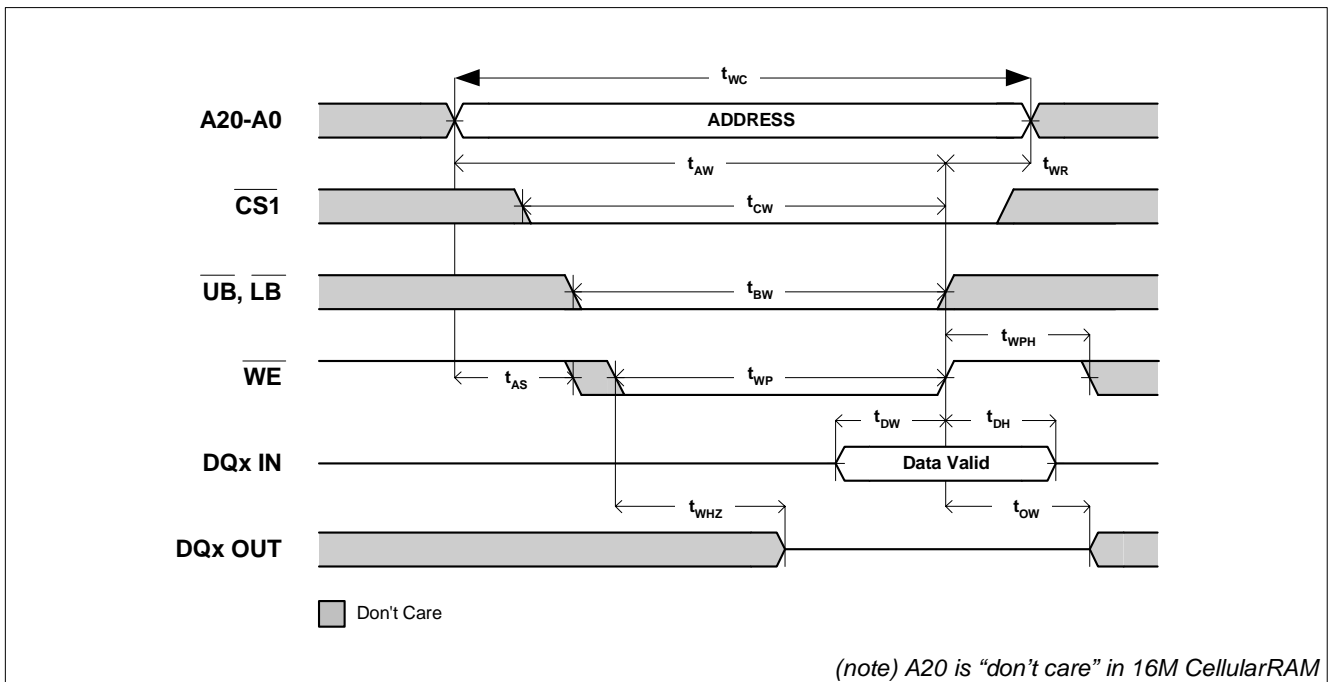 tWC
A20-A0 ADDRESS
tAW tWR
CS1 tCW
UB, LB tBW
tWPH
WE tAS tWP
tDW tDH
DQx IN Data Valid
tWHZ tOW
DQx OUT
Don't Care
(note) A20 is “don’t care” in 16M CellularRAM